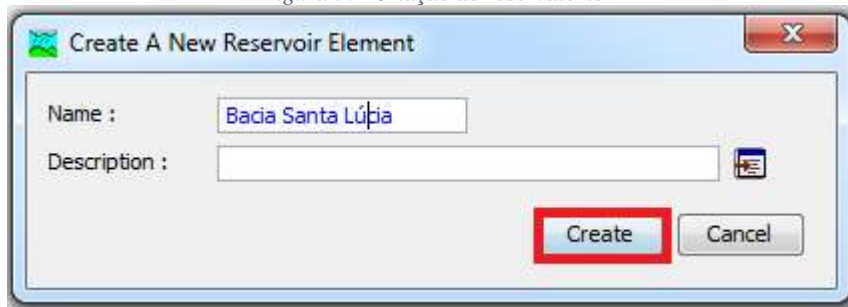 Create A New Reservoir Element
Name :
Bacia Santa Lúcia
Description :
Create
Cancel